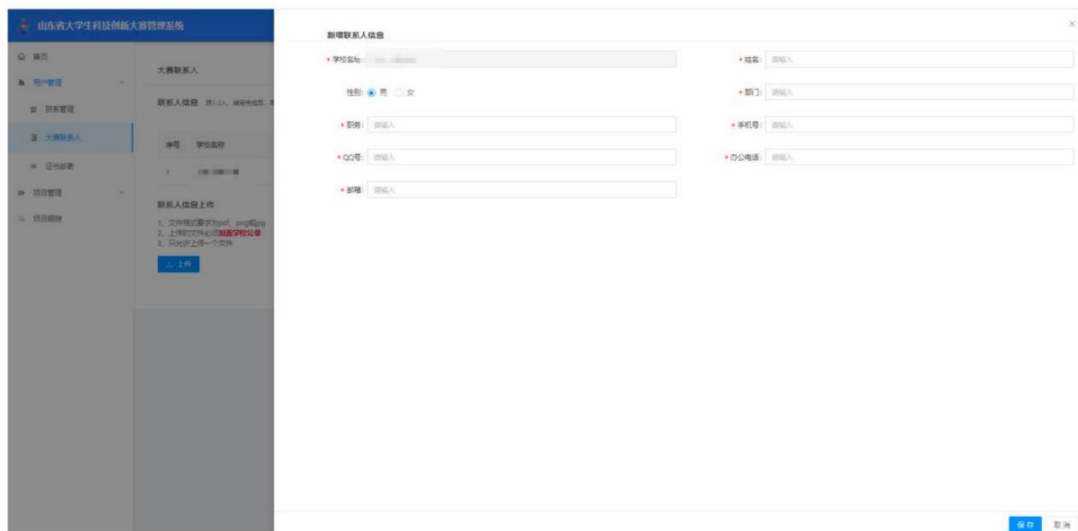 山东省大学生科技创新大赛管理系统
首页
用户管理
院系管理
大赛联系人
证书邮寄
项目管理
项目跟踪
大赛联系人
联系人信息
序号 学校名称
1
联系人信息上传
1、文件格式要求为pdf、png或jpg
2、上传的文件必须加盖学校公章
3、只允许上传一个文件
上传
新增联系人信息
* 学校名称:
* 姓名: 请输入
性别: 男 女
* 部门: 请输入
* 职务: 请输入
* 手机号: 请输入
* QQ号: 请输入
* 办公电话: 请输入
* 邮箱: 请输入
保存 取消